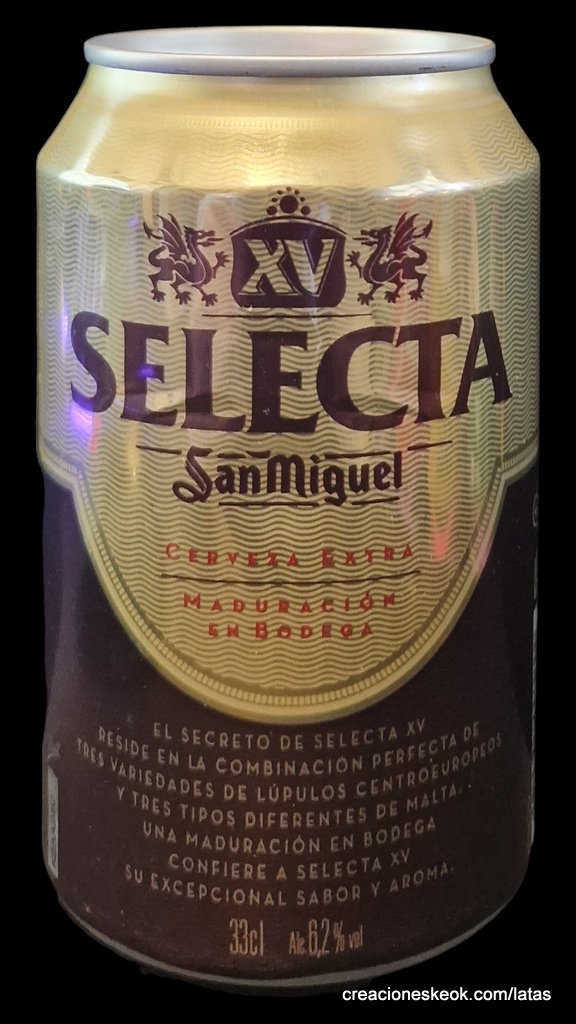 XV
SELECTA
San Miguel
CERVEZA EXTRA
MADURACIÓN
EN BODEGA
EL SECRETO DE SELECTA XV
RESIDE EN LA COMBINACIÓN PERFECTA DE
TRES VARIEDADES DE LÚPULOS CENTROEUROPEOS
Y TRES TIPOS DIFERENTES DE MALTA.
UNA MADURACIÓN EN BODEGA
CONFIERE A SELECTA XV
SU EXCEPCIONAL SABOR Y AROMA.
33cl Alc. 6,2% vol
creacioneskeok.com/latas